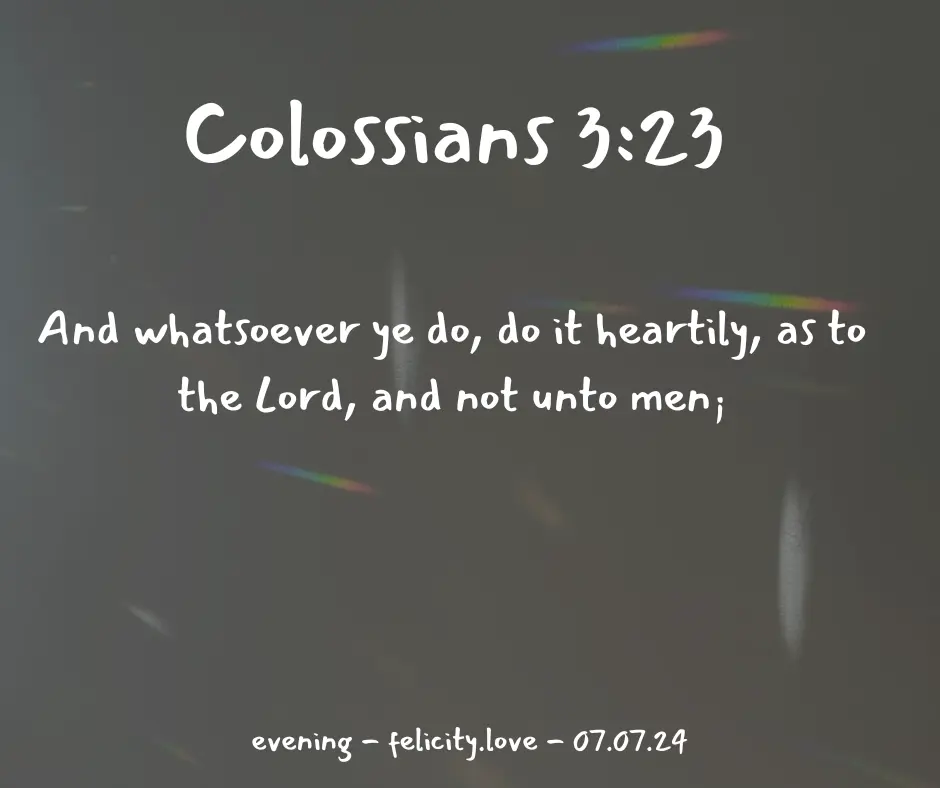 Colossians 3:23
And whatsoever ye do, do it heartily, as to
the Lord, and not unto men;
evening – felicity.love – 07.07.24